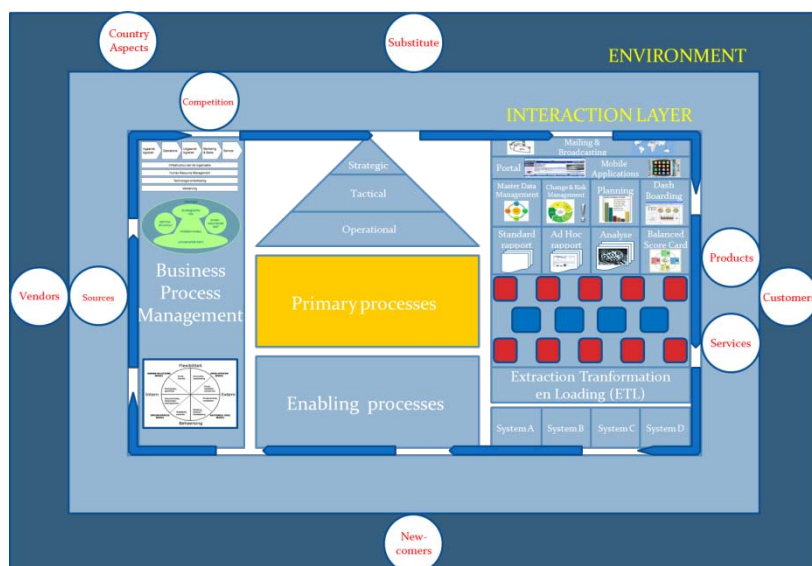 Country
Aspects
Substitute
ENVIRONMENT
Competition
INTERACTION LAYER
Mailing &
Broadcasting
Portal
Mobile
Applications
Strategic
Tactical
Operational
Master Data
Management
Change & Risk
Management
Planning
Dash
Boarding
Standard
rapport
Ad Hoc
rapport
Analyse
Balanced
Score Card
Business
Process
Management
Vendors
Sources
Primary processes
Products
Customers
Services
Enabling processes
Extraction Tranformation
en Loading (ETL)
System A
System B
System C
System D
Flexibiliteit
Intern
Extern
Beheersing
New-
comers